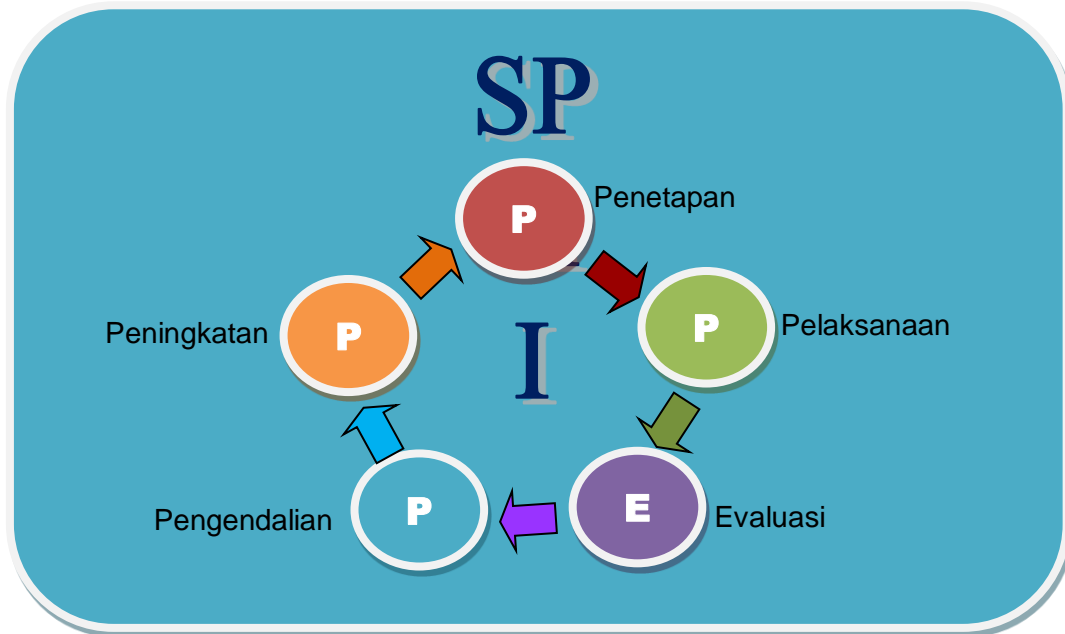 SP
P
Penetapan
P
Peningkatan
I
P
Pelaksanaan
P
Pengendalian
E
Evaluasi